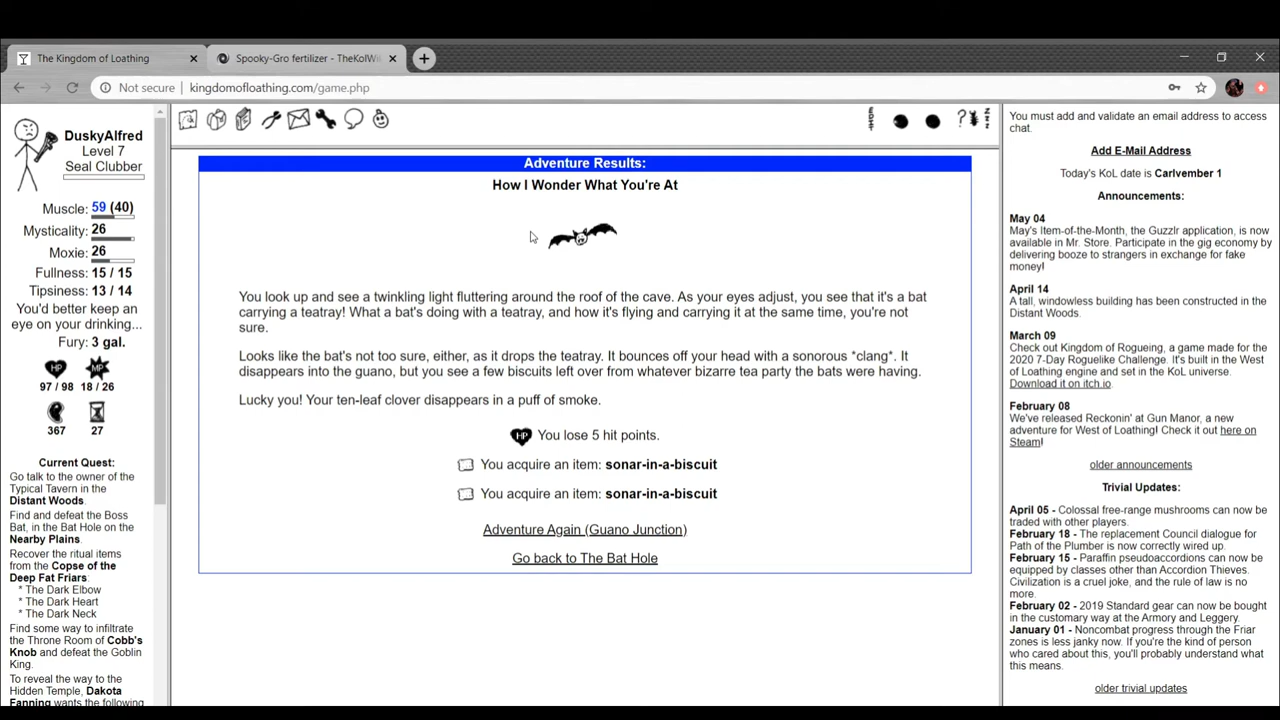 The Kingdom of Loathing
Spooky-Gro fertilizer - TheKolWi
Not secure | kingdomofloathing.com/game.php
DuskyAlfred
Level 7
Seal Clubber
Muscle: 59 (40)
Mysticality: 26
Moxie: 26
Fullness: 15 / 15
Tipsiness: 13 / 14
You'd better keep an
eye on your drinking...
Fury: 3 gal.
HP MP
97 / 98 18 / 26
367 27
Current Quest:
Go talk to the owner of the
Typical Tavern in the
Distant Woods.
Find and defeat the Boss
Bat, in the Bat Hole on the
Nearby Plains.
Recover the ritual items
from the Copse of the
Deep Fat Friars:
* The Dark Elbow
* The Dark Heart
* The Dark Neck
Find some way to infiltrate
the Throne Room of Cobb's
Knob and defeat the Goblin
King.
To reveal the way to the
Hidden Temple, Dakota
Fanning wants the following
Adventure Results:
How I Wonder What You're At
You look up and see a twinkling light fluttering around the roof of the cave. As your eyes adjust, you see that it's a bat
carrying a teatray! What a bat's doing with a teatray, and how it's flying and carrying it at the same time, you're not
sure.
Looks like the bat's not too sure, either, as it drops the teatray. It bounces off your head with a sonorous *clang*. It
disappears into the guano, but you see a few biscuits left over from whatever bizarre tea party the bats were having.
Lucky you! Your ten-leaf clover disappears in a puff of smoke.
HP You lose 5 hit points.
You acquire an item: sonar-in-a-biscuit
You acquire an item: sonar-in-a-biscuit
Adventure Again (Guano Junction)
Go back to The Bat Hole
You must add and validate an email address to access
chat.
Add E-Mail Address
Today's KoL date is Carlvember 1
Announcements:
May 04
May's Item-of-the-Month, the Guzzlr application, is now
available in Mr. Store. Participate in the gig economy by
delivering booze to strangers in exchange for fake
money!
April 14
A tall, windowless building has been constructed in the
Distant Woods.
March 09
Check out Kingdom of Rogueing, a game made for the
2020 7-Day Roguelike Challenge. It's built in the West
of Loathing engine and set in the KoL universe.
Download it on itch.io.
February 08
We've released Reckonin' at Gun Manor, a new
adventure for West of Loathing! Check it out here on
Steam!
older announcements
Trivial Updates:
April 05 - Colossal free-range mushrooms can now be
traded with other players.
February 18 - The replacement Council dialogue for
Path of the Plumber is now correctly wired up.
February 15 - Paraffin pseudoaccordions can now be
equipped by classes other than Accordion Thieves.
Civilization is a cruel joke, and the rule of law is no
more.
February 02 - 2019 Standard gear can now be bought
in the customary way at the Armory and Leggery.
January 01 - Noncombat progress through the Friar
zones is less janky now. If you're the kind of person
who cared about this, you'll probably understand what
this means.
older trivial updates